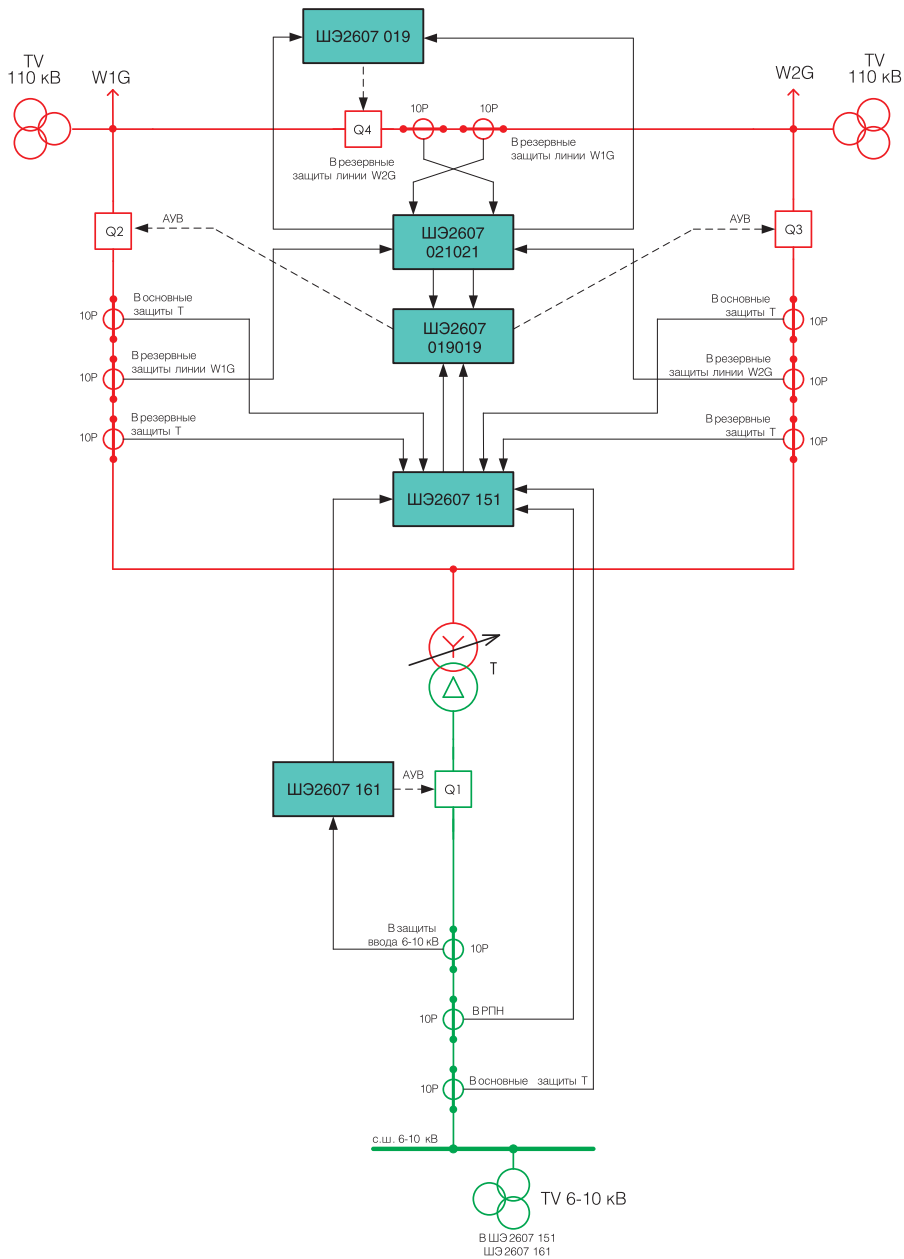 ШЭ2607 019
TV
110 кВ
W1G
W2G
TV
110 кВ
10Р
10Р
Q4
В резервные
защиты линии W2G
В резервные
защиты линии W1G
Q2
АУВ
ШЭ2607
021021
АУВ
Q3
В основные
защиты Т
10Р
ШЭ2607
019019
В основные
защиты Т
10Р
В резервные
защиты линии W1G
10Р
В резервные
защиты линии W2G
10Р
В резервные
защиты Т
10Р
В резервные
защиты Т
10Р
ШЭ2607 151
Т
ШЭ2607 161
АУВ
Q1
В защиты
ввода 6-10 кВ
10Р
10Р
В РПН
10Р
В основные защиты Т
с.ш. 6-10 кВ
TV 6-10 кВ
В ШЭ2607 151
ШЭ2607 161